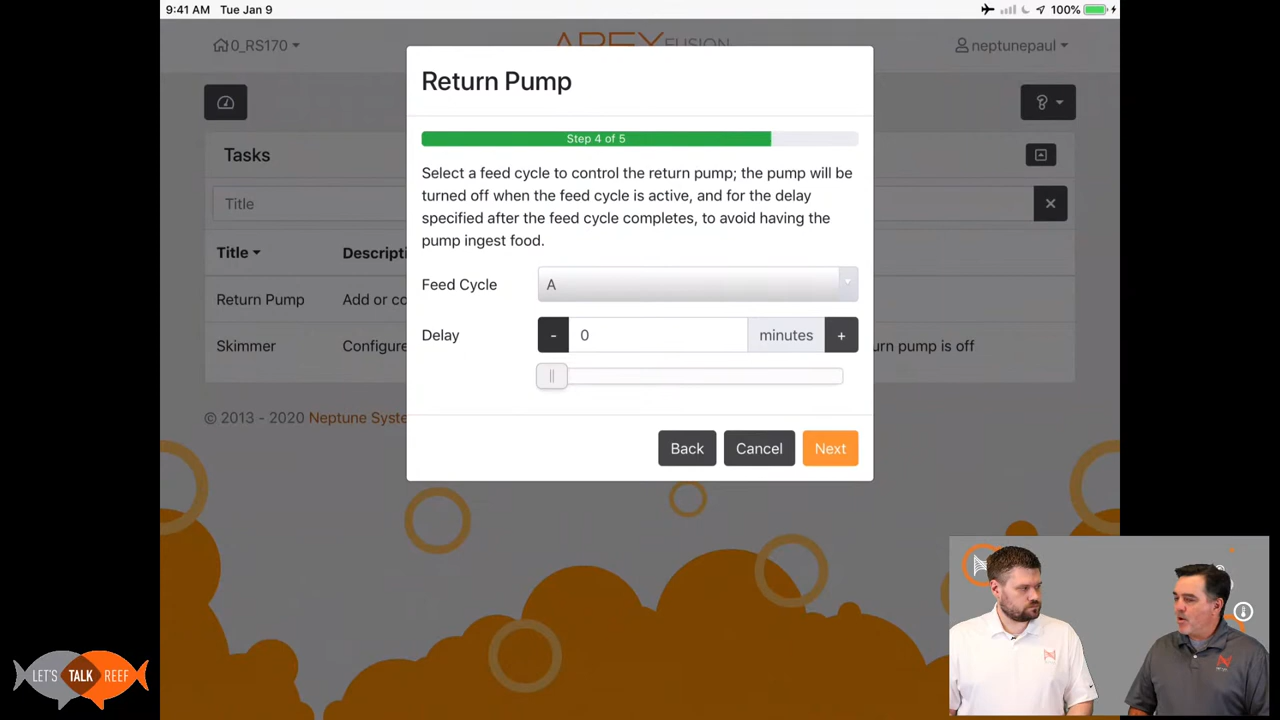 9:41 AM Tue Jan 9
100%
0_RS170
APEX FUSION
neptunepaul
Return Pump
Step 4 of 5
Tasks
Select a feed cycle to control the return pump; the pump will be
turned off when the feed cycle is active, and for the delay
specified after the feed cycle completes, to avoid having the
pump ingest food.
Title
Title
Descripti
Feed Cycle
A
Return Pump
Add or co
Delay
-
0
minutes
+
Skimmer
Configure
urn pump is off
© 2013 - 2020 Neptune Syste
Back
Cancel
Next
LET'S TALK REEF